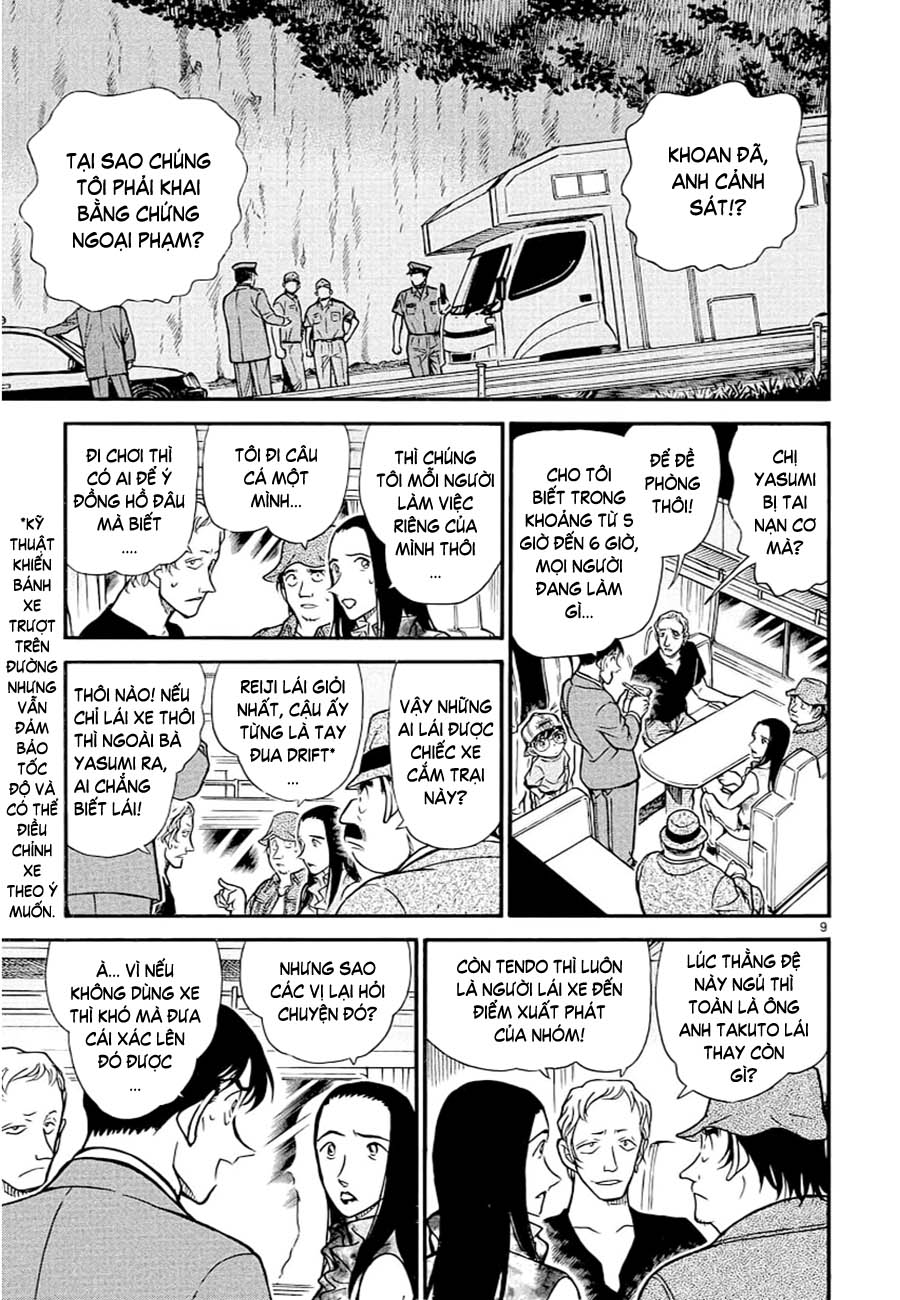 KHOAN ĐÃ,
ANH CẢNH
SÁT!?
TẠI SAO CHÚNG
TÔI PHẢI KHAI
BẰNG CHỨNG
NGOẠI PHẠM?
CHỊ
YASUMI
BỊ TAI
NẠN CƠ
MÀ?
ĐỂ ĐỀ
PHÒNG
THÔI!
CHO TÔI
BIẾT TRONG
KHOẢNG TỪ 5
GIỜ ĐẾN 6 GIỜ,
MỌI NGƯỜI
ĐANG LÀM
GÌ...
THÌ CHÚNG
TÔI MỖI NGƯỜI
LÀM VIỆC
RIÊNG CỦA
MÌNH THÔI
...
TÔI ĐI CÂU
CÁ MỘT
MÌNH...
ĐI CHƠI THÌ
CÓ AI ĐỂ Ý
ĐỒNG HỒ ĐÂU
MÀ BIẾT
....
VẬY NHỮNG
AI LÁI ĐƯỢC
CHIẾC XE
CẮM TRẠI
NÀY?
REIJI LÁI GIỎI
NHẤT, CẬU ẤY
TỪNG LÀ TAY
ĐUA DRIFT*
...
THÔI NÀO! NẾU
CHỈ LÁI XE THÔI
THÌ NGOÀI BÀ
YASUMI RA,
AI CHẲNG
BIẾT LÁI!
*KỸ
THUẬT
KHIẾN
BÁNH
XE
TRƯỢT
TRÊN
ĐƯỜNG
NHƯNG
VẪN
ĐẢM
BẢO
TỐC
ĐỘ VÀ
CÓ THỂ
ĐIỀU
CHỈNH
XE
THEO Ý
MUỐN.
9
LÚC THẰNG ĐỆ
NÀY NGỦ THÌ
TOÀN LÀ ÔNG
ANH TAKUTO LÁI
THAY CÒN
GÌ?
CÒN TENDO THÌ LUÔN
LÀ NGƯỜI LÁI XE ĐẾN
ĐIỂM XUẤT PHÁT
CỦA NHÓM!
NHƯNG SAO
CÁC VỊ LẠI HỎI
CHUYỆN ĐÓ?
À... VÌ NẾU
KHÔNG DÙNG XE
THÌ KHÓ MÀ ĐƯA
CÁI XÁC LÊN
ĐÓ ĐƯỢC
...